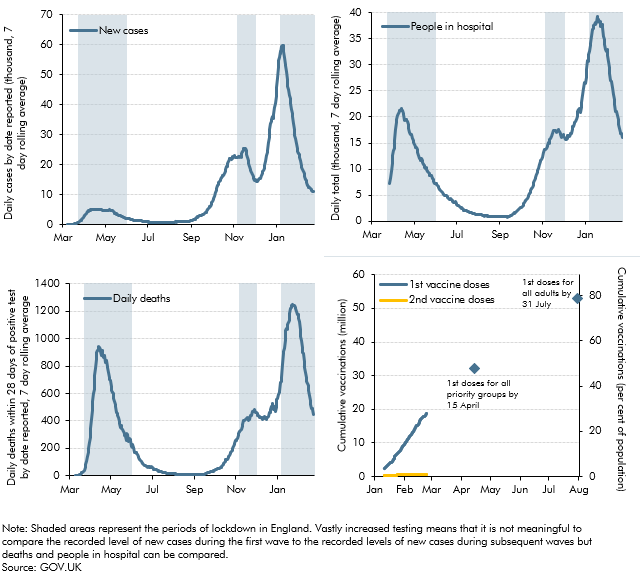 Daily cases by date reported (thousand, 7
day rolling average)
70
60
50
40
30
20
10
0
New cases
Mar May Jul Sep Nov Jan
Daily total (thousand, 7 day rolling average)
40
35
30
25
20
15
10
5
0
People in hospital
Mar May Jul Sep Nov Jan
Daily deaths within 28 days of positive test
by date reported, 7 day rolling average
1400
1200
1000
800
600
400
200
0
Daily deaths
Mar May Jul Sep Nov Jan
Cumulative vaccinations (million)
60
50
40
30
20
10
0
1st vaccine doses
2nd vaccine doses
1st doses for
all adults by
31 July
1st doses for all
priority groups by
15 April
80
60
40
20
0
Cumulative vaccinations (per cent of population)
Jan Feb Mar Apr May Jun Jul Aug
Note: Shaded areas represent the periods of lockdown in England. Vastly increased testing means that it is not meaningful to
compare the recorded level of new cases during the first wave to the recorded levels of new cases during subsequent waves but
deaths and people in hospital can be compared.
Source: GOV.UK